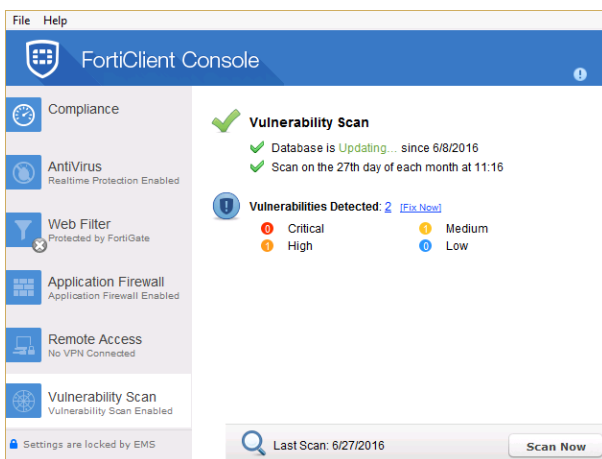 File Help
FortiClient Console
Compliance
AntiVirus
Realtime Protection Enabled
Web Filter
Protected by FortiGate
Application Firewall
Application Firewall Enabled
Remote Access
No VPN Connected
Vulnerability Scan
Vulnerability Scan Enabled
Settings are locked by EMS
Vulnerability Scan
Database is Updating... since 6/8/2016
Scan on the 27th day of each month at 11:16
Vulnerabilities Detected: 2 [Fix Now]
0 Critical 1 Medium
1 High 0 Low
Last Scan: 6/27/2016 Scan Now